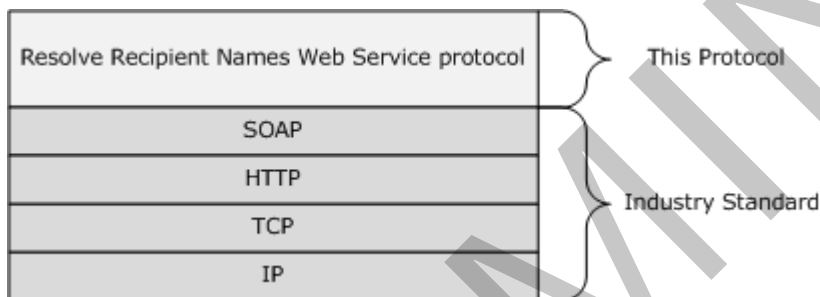 Resolve Recipient Names Web Service protocol
This Protocol
SOAP
HTTP
TCP
IP
Industry Standard